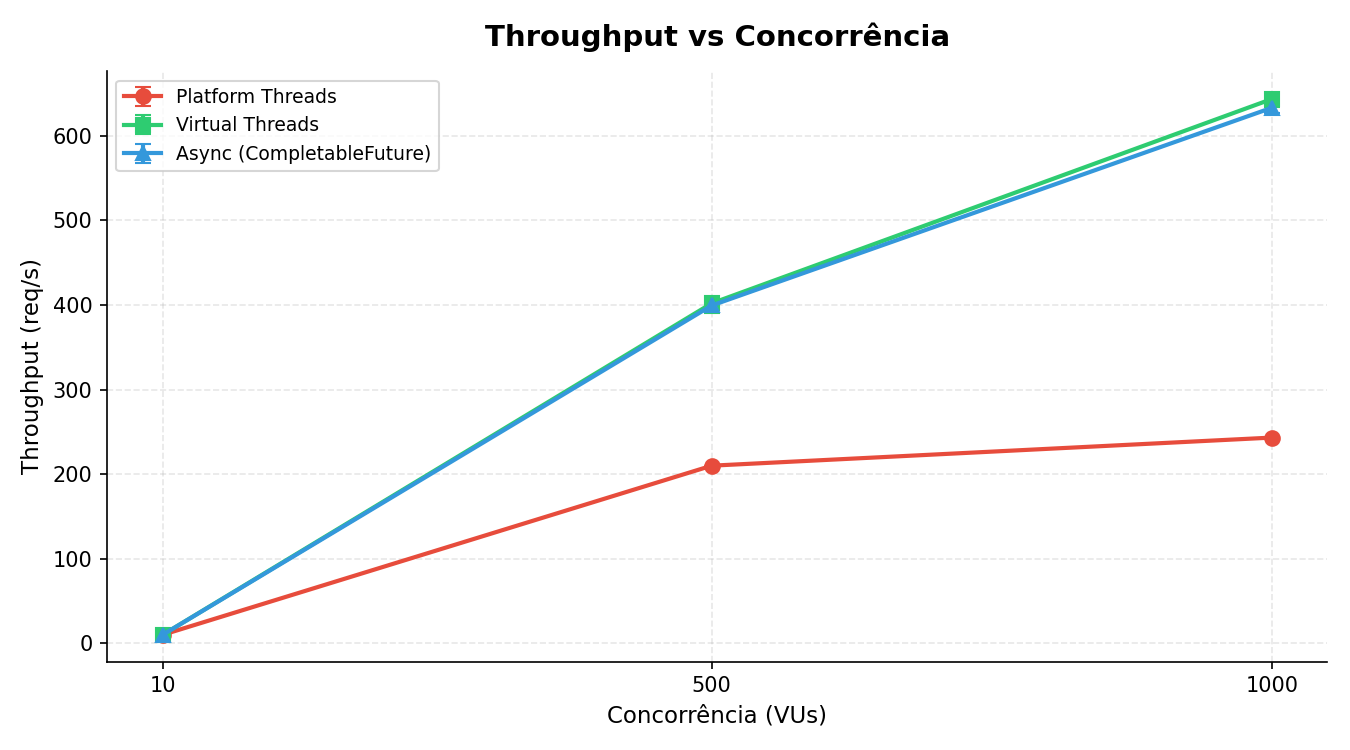 Throughput vs Concorrência
Platform Threads
Virtual Threads
Async (CompletableFuture)
Throughput (req/s)
600
500
400
300
200
100
0
10
500
1000
Concorrência (VUs)